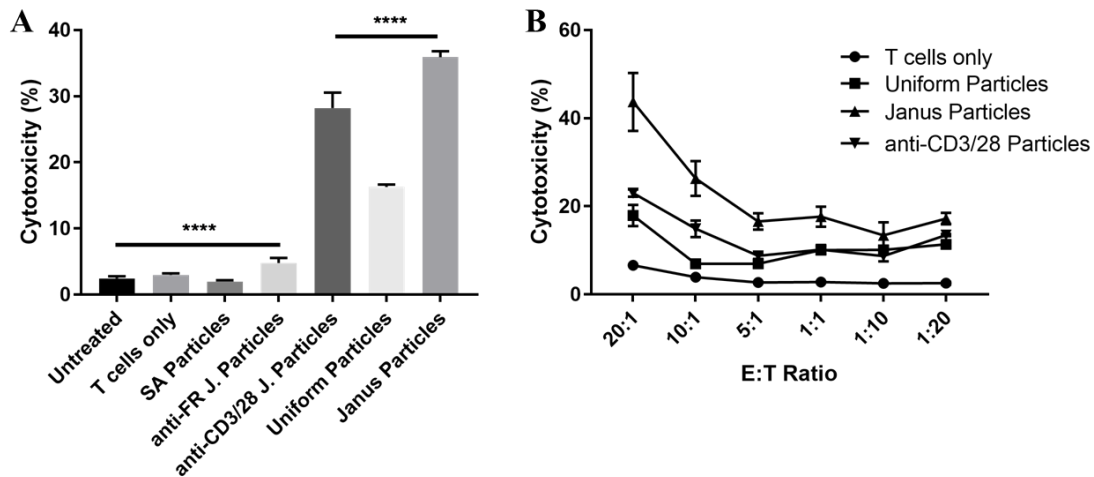 A
Cytotoxicity (%)
40
30
20
10
0
****
****
Untreated
T cells only
SA Particles
anti-FR J. Particles
anti-CD3/28 J. Particles
Uniform Particles
Janus Particles
B
Cytotoxicity (%)
60
40
20
0
T cells only
Uniform Particles
Janus Particles
anti-CD3/28 Particles
20:1
10:1
5:1
1:1
1:10
1:20
E:T Ratio